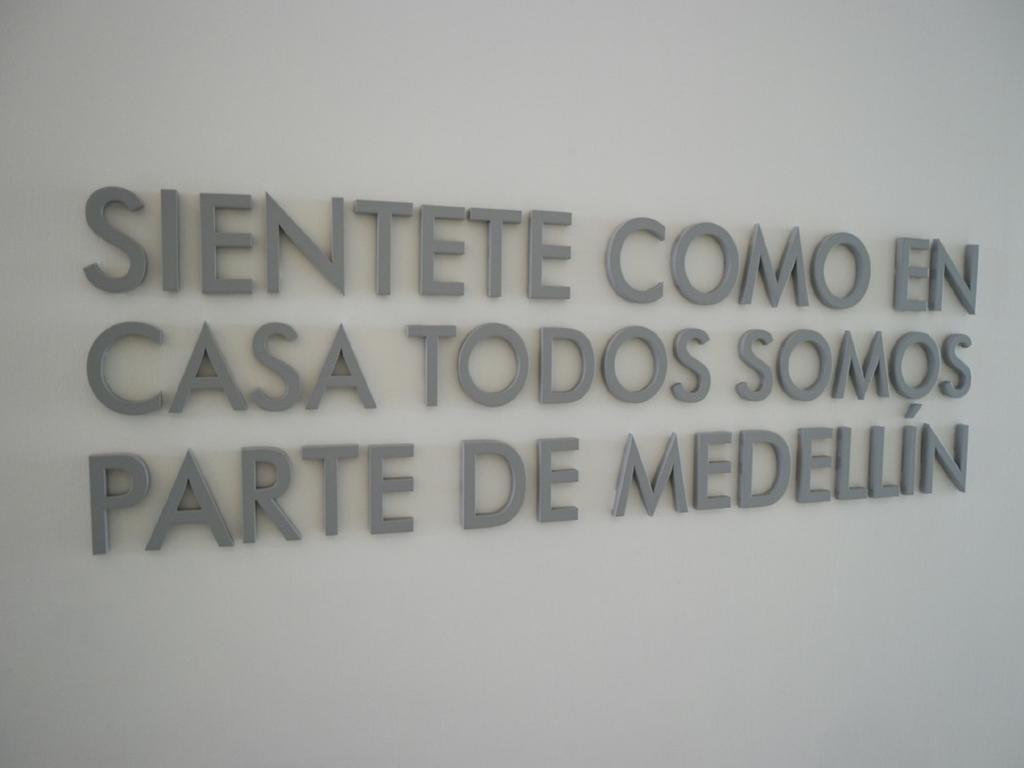 SIENTETE COMO EN
CASA TODOS SOMOS
PARTE DE MEDELLÍN